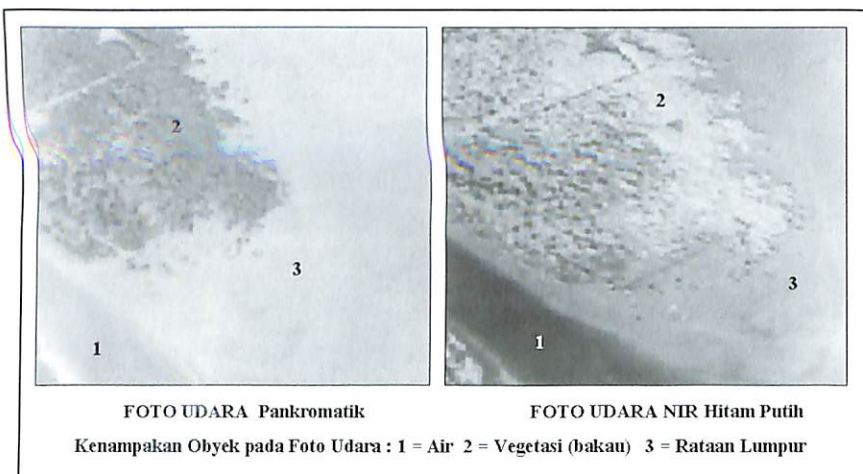 2
3
1
2
3
1
FOTO UDARA Pankromatik
FOTO UDARA NIR Hitam Putih
Kenampakan Obyek pada Foto Udara : 1 = Air 2 = Vegetasi (bakau) 3 = Rataan Lumpur